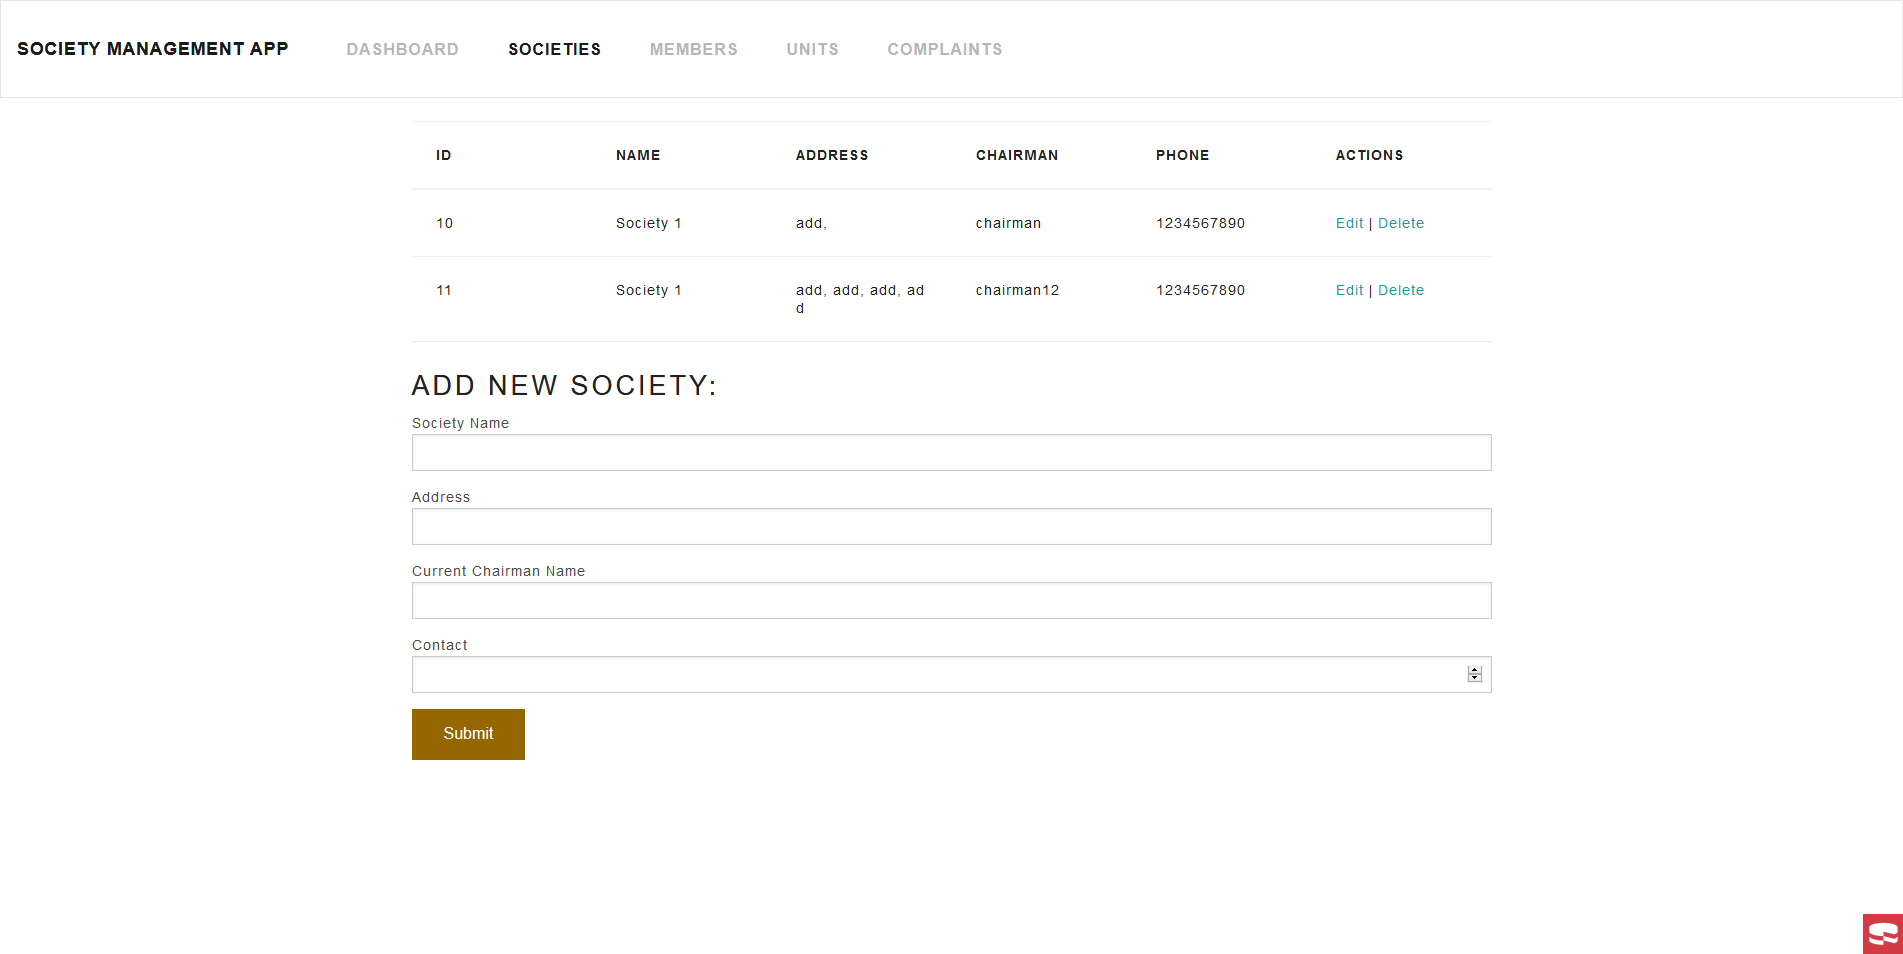 SOCIETY MANAGEMENT APP DASHBOARD SOCIETIES MEMBERS UNITS COMPLAINTS
ID NAME ADDRESS CHAIRMAN PHONE ACTIONS
10 Society 1 add, chairman 1234567890 Edit | Delete
11 Society 1 add, add, add, ad chairman12 1234567890 Edit | Delete
d
ADD NEW SOCIETY:
Society Name
Address
Current Chairman Name
Contact
Submit